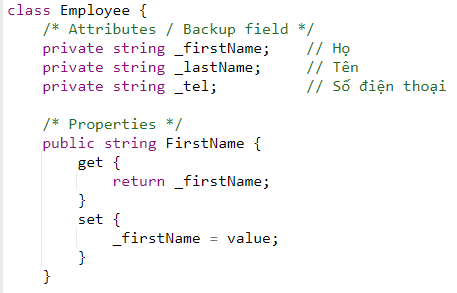 class Employee {
    /* Attributes / Backup field */
    private string _firstName;    // Họ
    private string _lastName;     // Tên
    private string _tel;          // Số điện thoại

    /* Properties */
    public string FirstName {
        get {
            return _firstName;
        }
        set {
            _firstName = value;
        }
    }